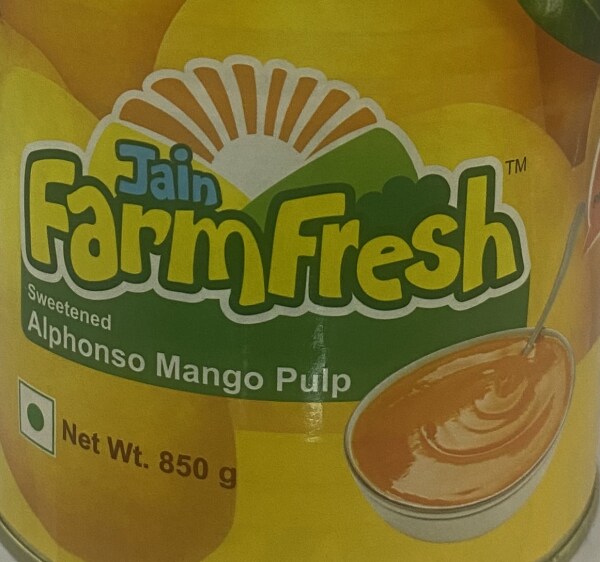 Jain
FarmFresh TM
Sweetened
Alphonso Mango Pulp
Net Wt. 850 g